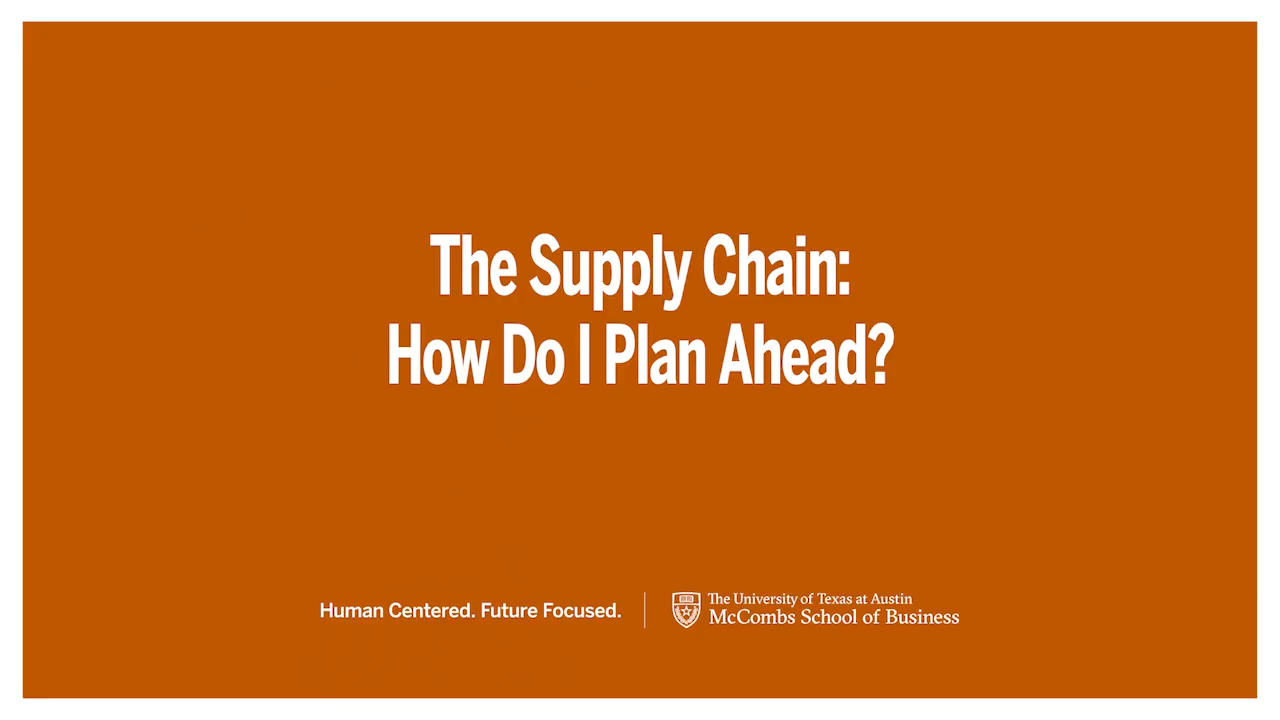 The Supply Chain:
How Do I Plan Ahead?
Human Centered. Future Focused.
The University of Texas at Austin
McCombs School of Business